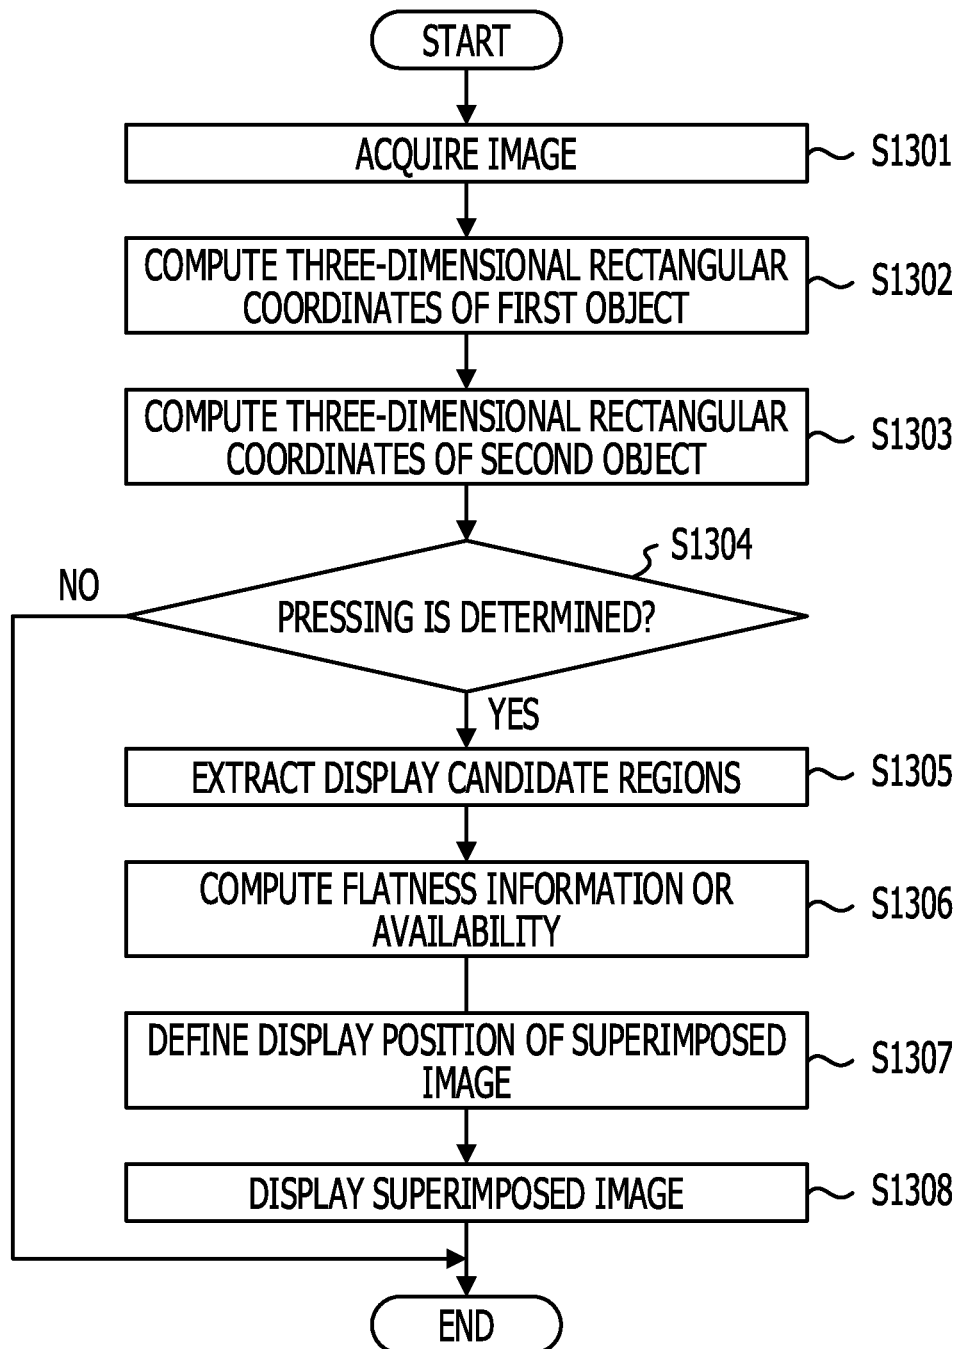 START
ACQUIRE IMAGE
S1301
COMPUTE THREE-DIMENSIONAL RECTANGULAR
COORDINATES OF FIRST OBJECT
S1302
COMPUTE THREE-DIMENSIONAL RECTANGULAR
COORDINATES OF SECOND OBJECT
S1303
S1304
NO
PRESSING IS DETERMINED?
YES
EXTRACT DISPLAY CANDIDATE REGIONS
S1305
COMPUTE FLATNESS INFORMATION OR
AVAILABILITY
S1306
DEFINE DISPLAY POSITION OF SUPERIMPOSED
IMAGE
S1307
DISPLAY SUPERIMPOSED IMAGE
S1308
END